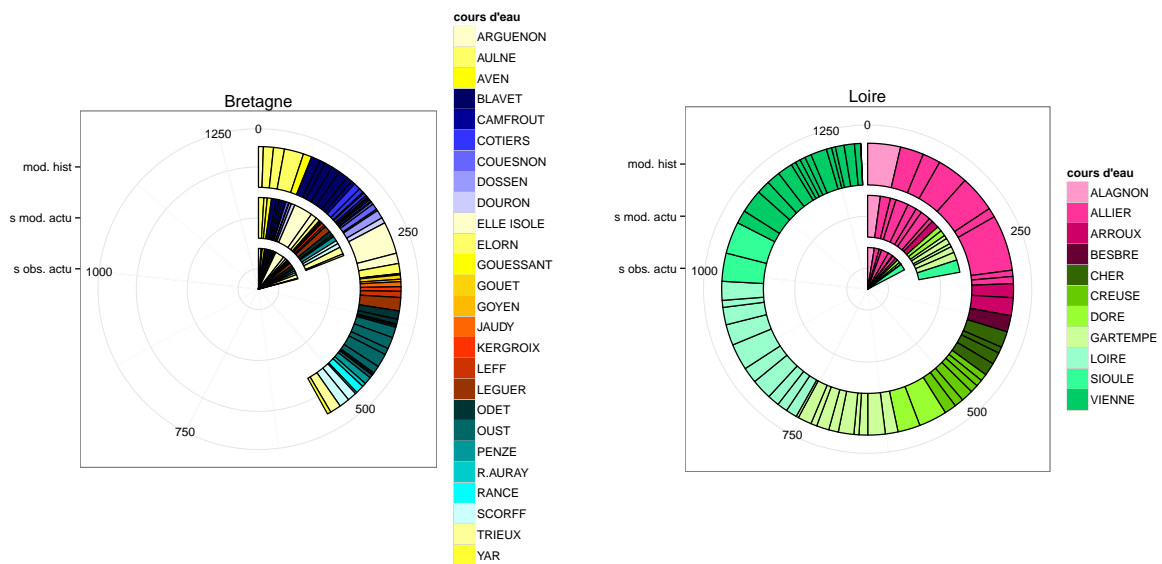 Bretagne
mod. hist
s mod. actu
s obs. actu
0
250
500
750
1000
1250
cours d'eau
ARGUENON
AULNE
AVEN
BLAVET
CAMFROUT
COTIERS
COUESNON
DOSSEN
DOURON
ELLE ISOLE
ELORN
GOUESSANT
GOUET
GOYEN
JAUDY
KERGROIX
LEFF
LEGUER
ODET
OUST
PENZE
R.AURAY
RANCE
SCORFF
TRIEUX
YAR
Loire
mod. hist
s mod. actu
s obs. actu
0
250
500
750
1000
1250
cours d'eau
ALAGNON
ALLIER
ARROUX
BESBRE
CHER
CREUSE
DORE
GARTEMPE
LOIRE
SIOULE
VIENNE